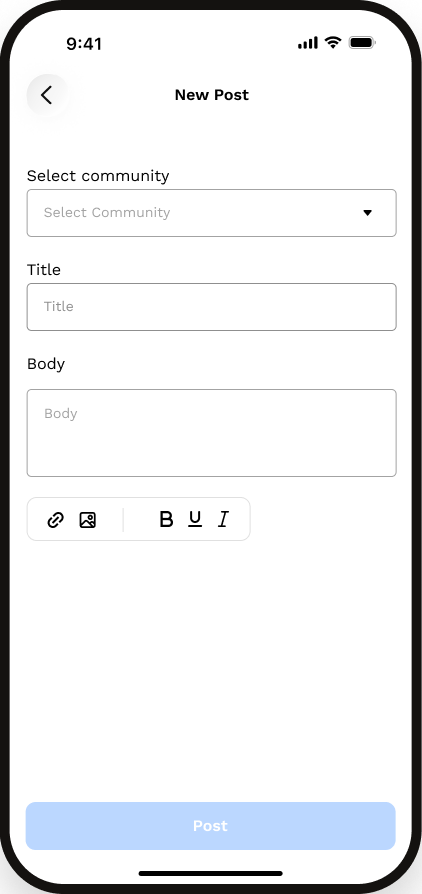 9:41
New Post
Select community
Select Community
Title
Title
Body
Body
B U I
Post